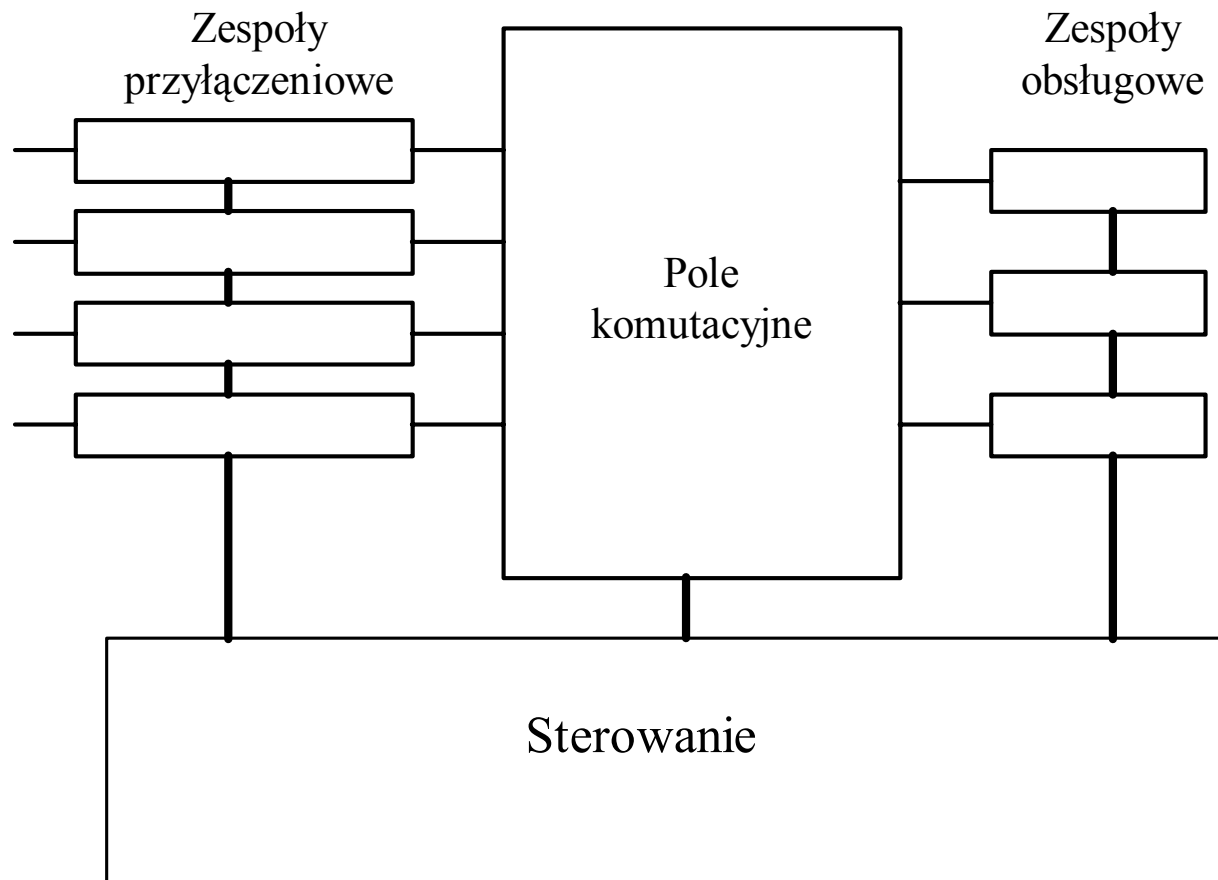 Zespoły
przyłączeniowe
Zespoły
obsługowe
Pole
komutacyjne
Sterowanie